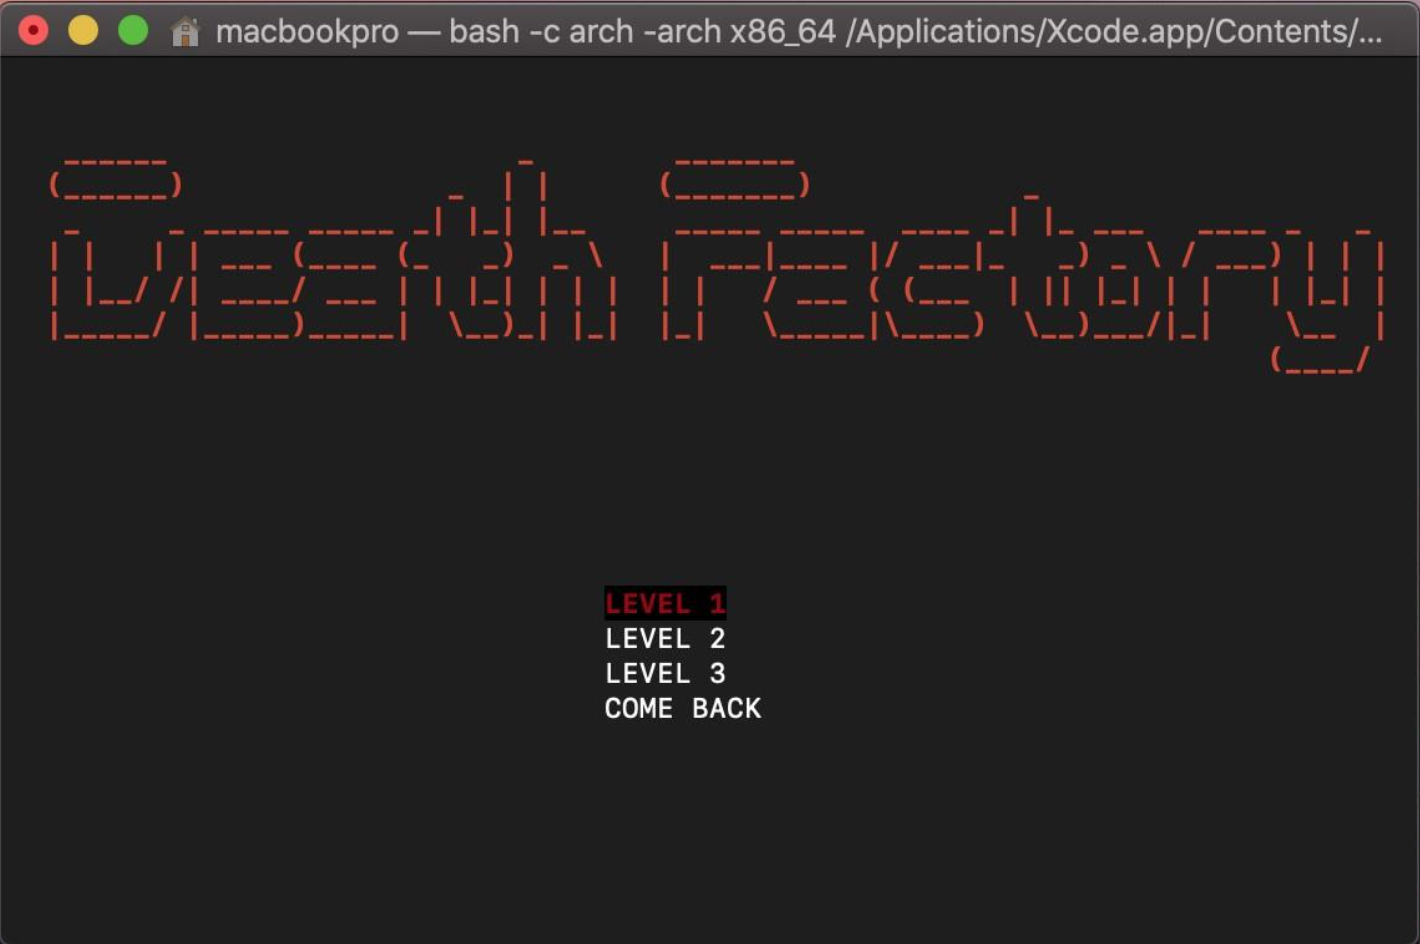 macbookpro — bash -c arch -arch x86_64 /Applications/Xcode.app/Contents/...
Death Factory
LEVEL 1
LEVEL 2
LEVEL 3
COME BACK